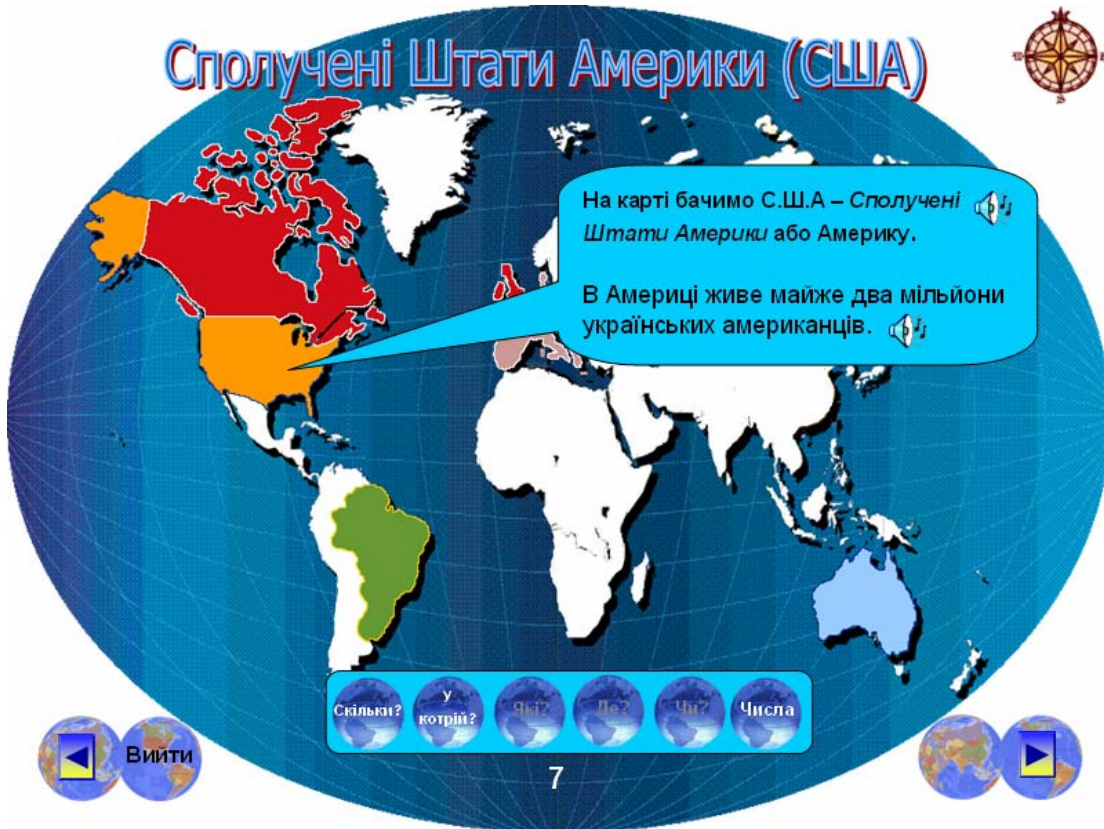 Сполучені Штати Америки (США)
На карті бачимо С.Ш.А – Сполучені
Штати Америки або Америку.
В Америці живе майже два мільйони
українських американців.
Скільки?
У
котрій?
Які?
Де?
Чи?
Числа
Вийти
7